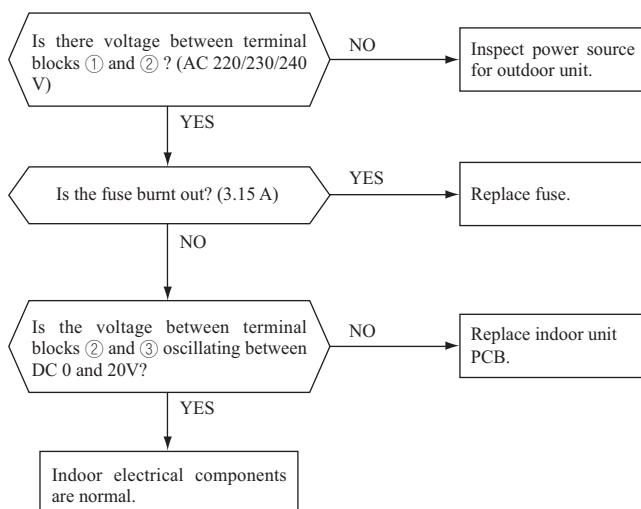 Is there voltage between terminal
blocks ① and ② ? (AC 220/230/240
V)
NO
Inspect power source
for outdoor unit.
YES
Is the fuse burnt out? (3.15 A)
YES
Replace fuse.
NO
Is the voltage between terminal
blocks ② and ③ oscillating between
DC 0 and 20V?
NO
Replace indoor unit
PCB.
YES
Indoor electrical components
are normal.